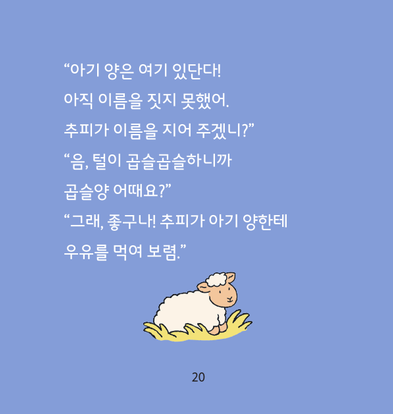 “아기 양은 여기 있단다!
아직 이름을 짓지 못했어.
추피가 이름을 지어 주겠니?”
“음, 털이 곱슬곱슬하니까
곱슬양 어때요?”
“그래, 좋구나! 추피가 아기 양한테
우유를 먹여 보렴.”
20